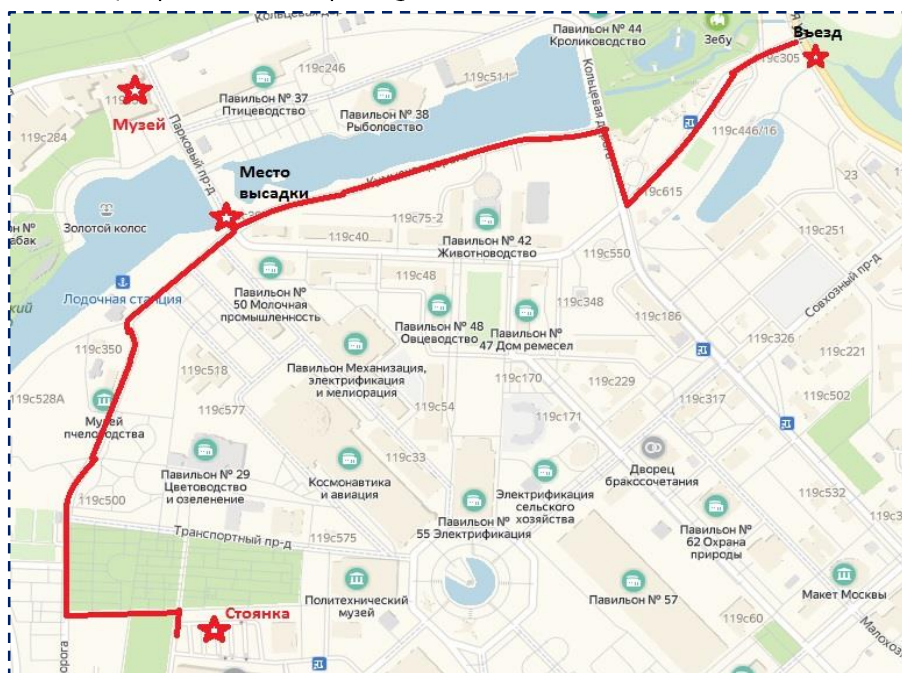 Кольцевая до
Павильон № 44
Кролиководство
Зебу
Въезд
119с305
119с246
119с511
Павильон № 37
Птицеводство
Павильон № 38
Рыболовство
Музей
119с284
Парковый пр-д
Кольцевая дорога
119с446/16
Место
высадки
119с615
23
Золотой колос
119с75-2
119с40
Павильон № 42
Животноводство
119с550
119с251
Лодочная станция
Павильон №
50 Молочная
промышленность
119с48
119с348
Совхозный пр-д
119с350
119с518
Павильон № 48
Овцеводство
Павильон №
47 Дом ремесел
119с186
119с326
119с221
Павильон Механизация,
электрификация
и мелиорация
119с528А
119с170
119с229
119с317
119с502
Музей
пчеловодства
119с577
119с54
119с171
Павильон № 29
Цветоводство
и озеленение
119с33
Космонавтика
и авиация
Дворец
бракосочетания
119с500
Электрификация
сельского
хозяйства
119с532
Транспортный пр-д
119с575
Павильон №
55 Электрификация
Павильон №
62 Охрана
природы
Стоянка
Политехнический
музей
Павильон № 57
Макет Москвы
119с60